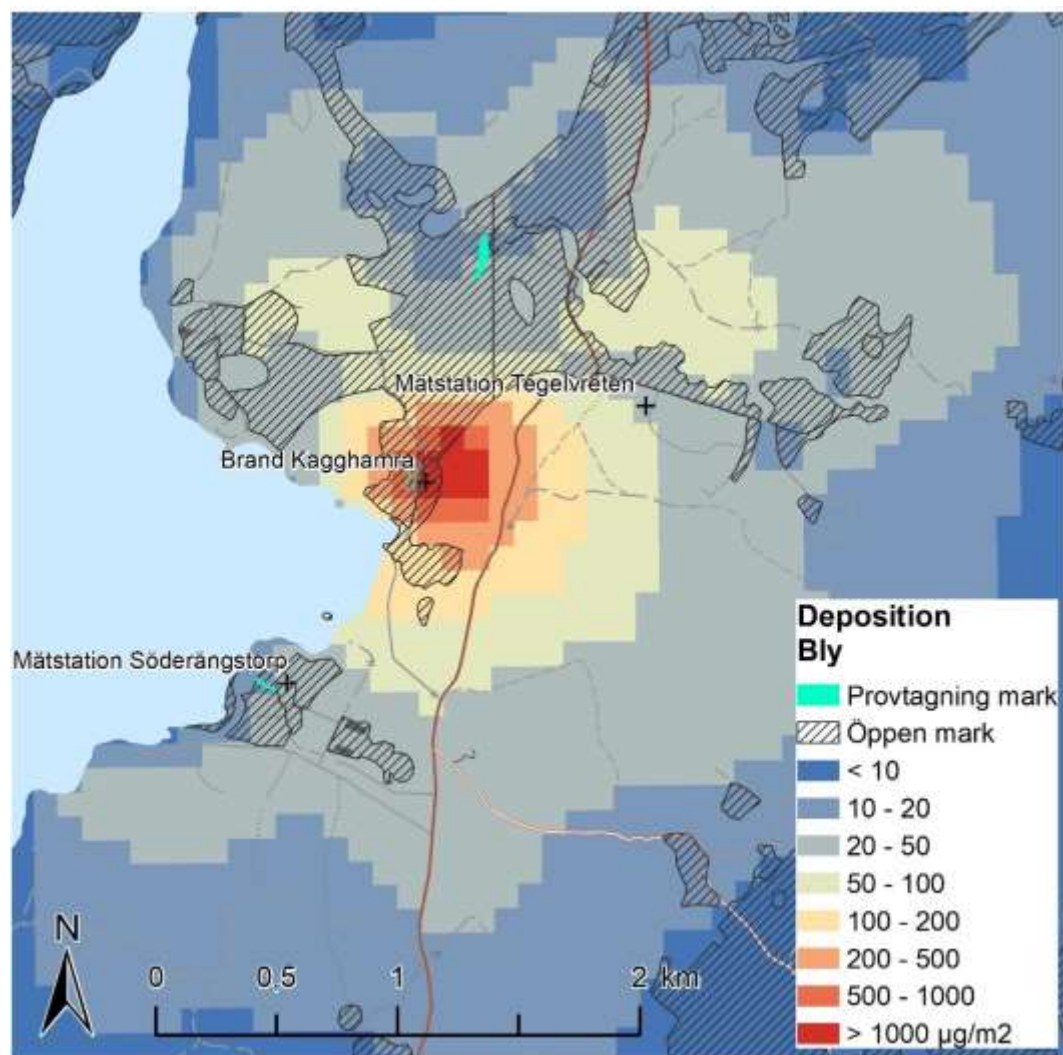 Mätstation Tegelvreten
Brand Kagghamra
Mätstation Söderängstorp
Deposition
Bly
Provtagning mark
Öppen mark
< 10
10 - 20
20 - 50
50 - 100
100 - 200
200 - 500
500 - 1000
> 1000 µg/m2
N
0 0,5 1 2 km